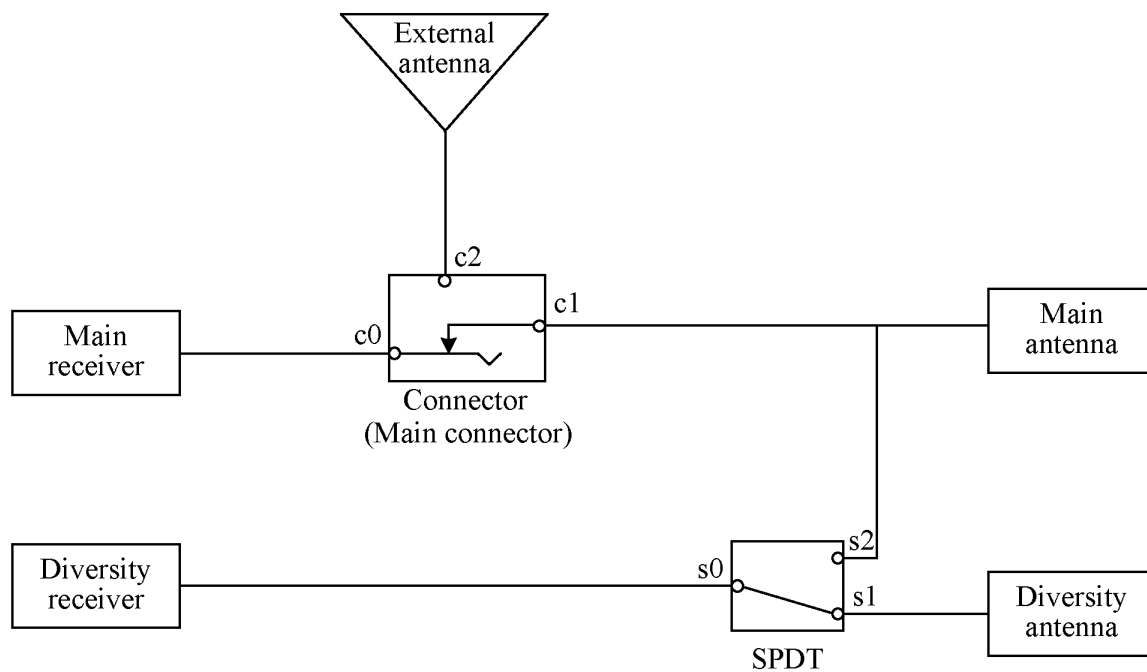 External
antenna
c2
c1
Main
receiver
c0
Main
antenna
Connector
(Main connector)
Diversity
receiver
s0
s2
s1
Diversity
antenna
SPDT